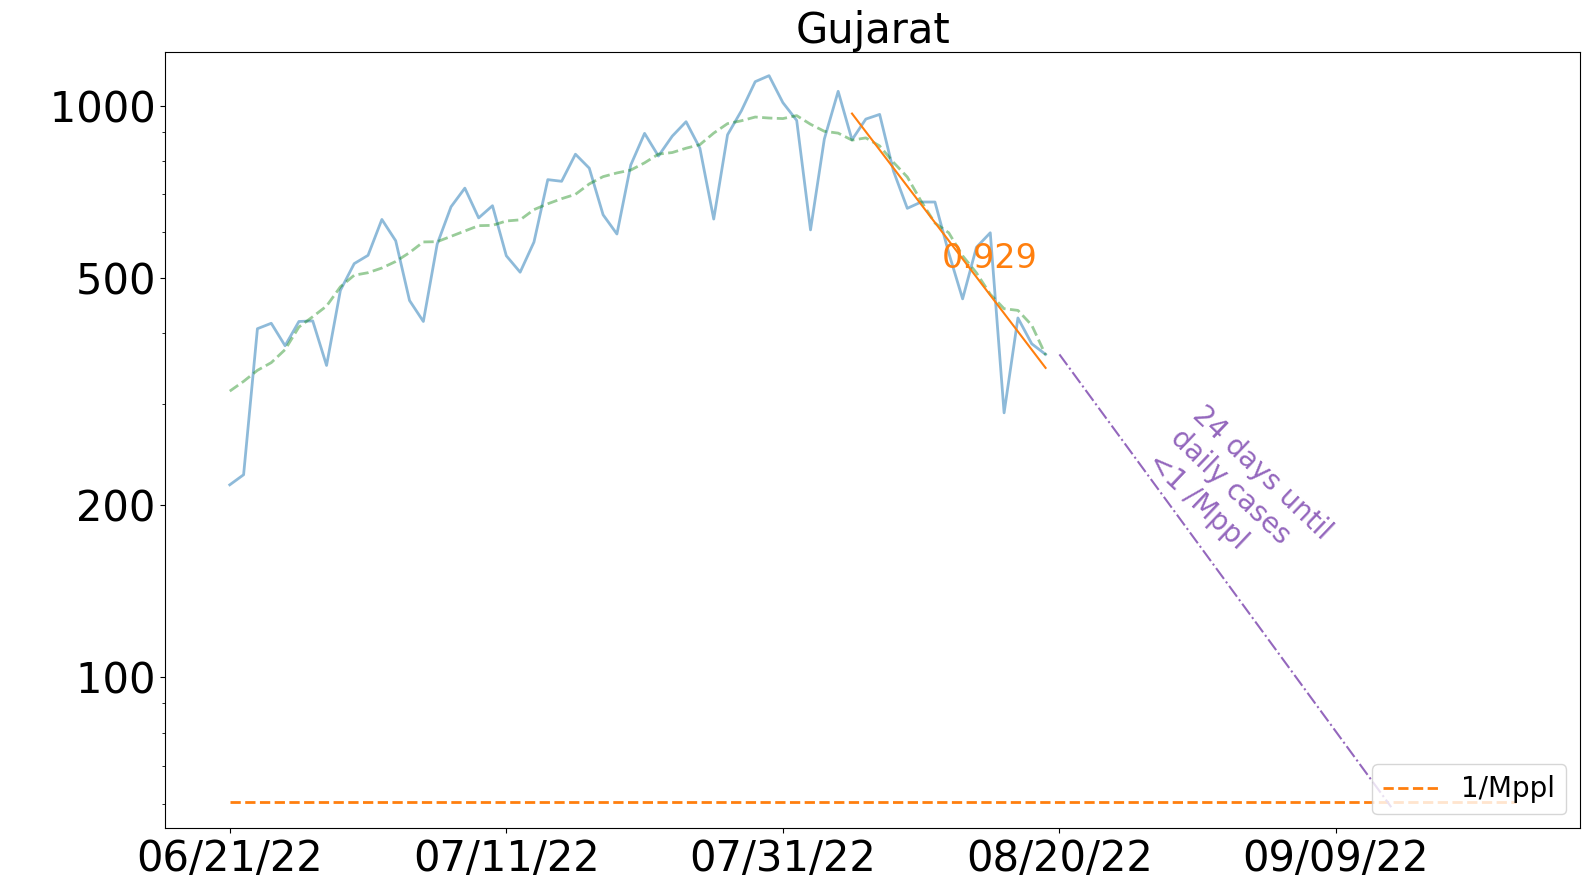 Gujarat
1000
500
200
100
0.929
24 days until
daily cases
<1 /Mppl
1/Mppl
06/21/22
07/11/22
07/31/22
08/20/22
09/09/22